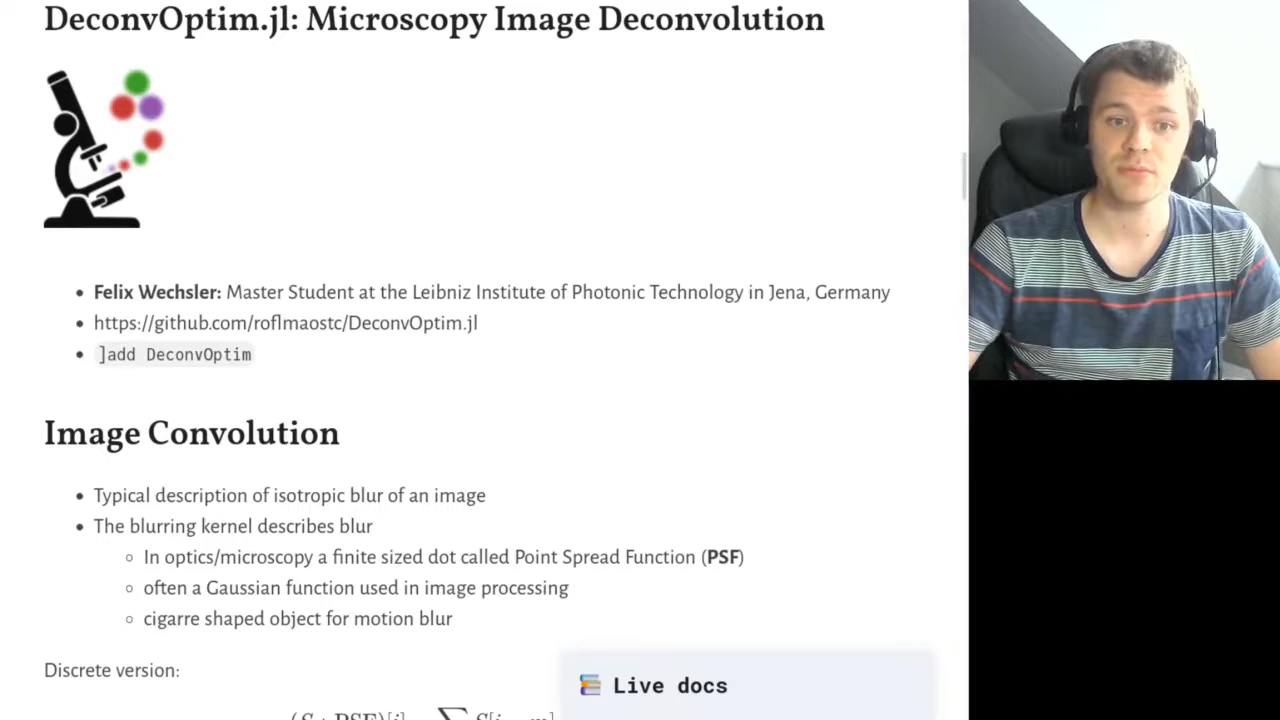 DeconvOptim.jl: Microscopy Image Deconvolution
Felix Wechsler: Master Student at the Leibniz Institute of Photonic Technology in Jena, Germany
https://github.com/roflmaostc/DeconvOptim.jl
]add DeconvOptim
Image Convolution
Typical description of isotropic blur of an image
The blurring kernel describes blur
In optics/microscopy a finite sized dot called Point Spread Function (PSF)
often a Gaussian function used in image processing
cigarre shaped object for motion blur
Discrete version:
Live docs